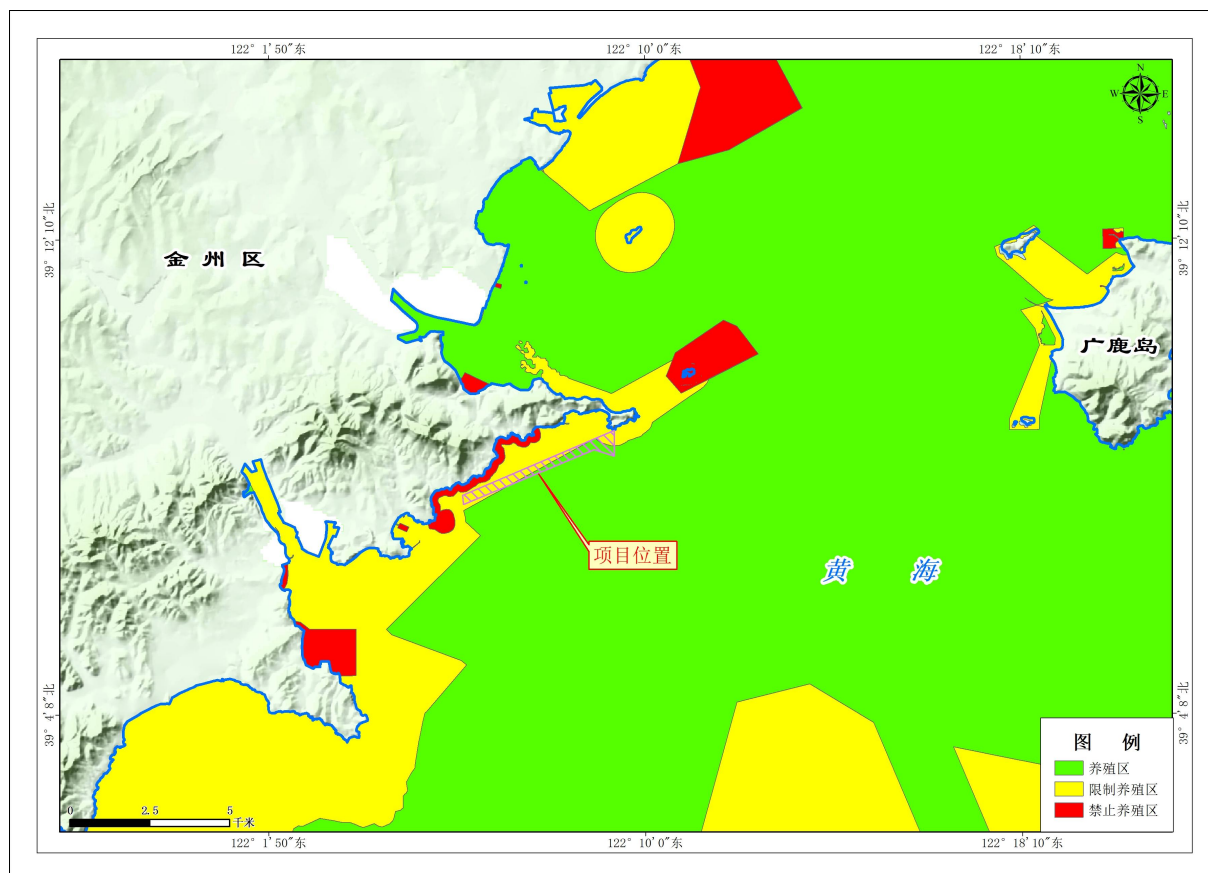 122° 1'50"东
122° 10'0"东
122° 18'10"东
N
W
E
S
39° 12'10"北
39° 12'10"北
金州区
广鹿岛
项目位置
黄 海
39° 4'8"北
39° 4'8"北
图 例
养殖区
限制养殖区
禁止养殖区
0
2.5
5
千米
122° 1'50"东
122° 10'0"东
122° 18'10"东